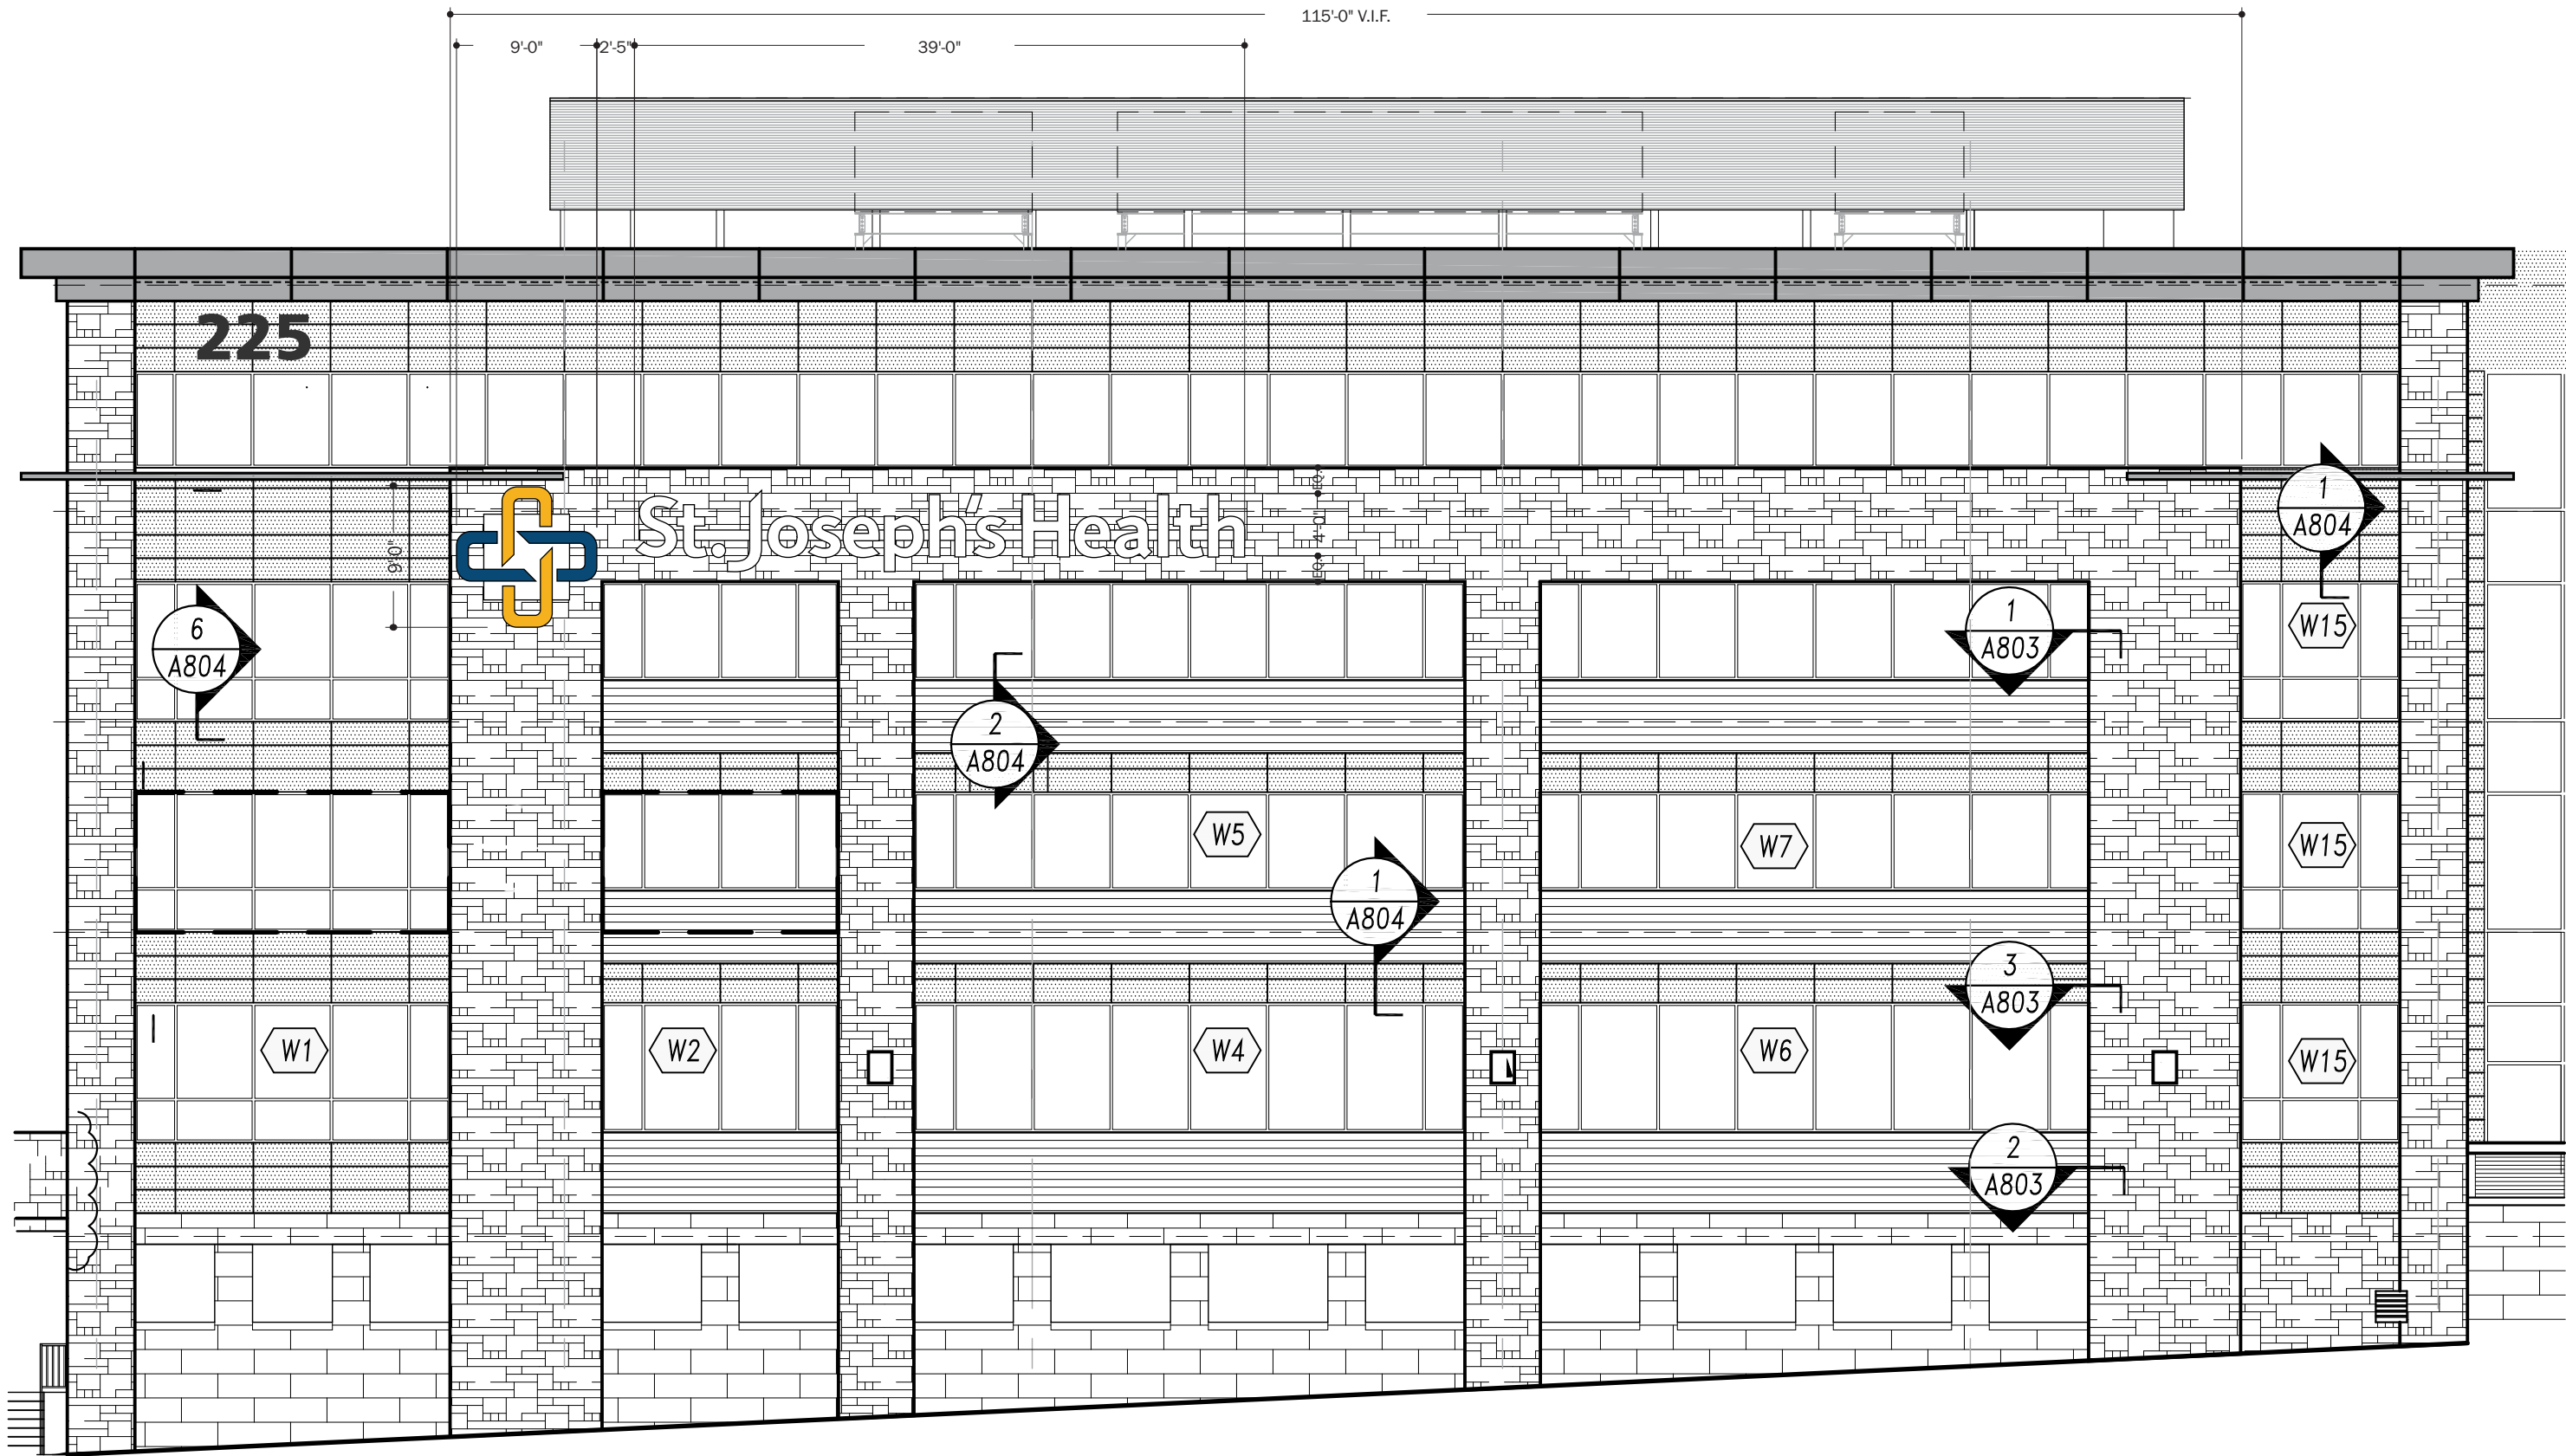 115'-0" V.I.F.
9'-0" 2'-5" 39'-0"
225
St. Joseph's Health
EQ.
4'-0"
EQ.
9'-0"
1
A804
6
A804
1
A803
W15
2
A804
W5
W7
W15
1
A804
3
A803
W1
W2
W4
W6
W15
2
A803